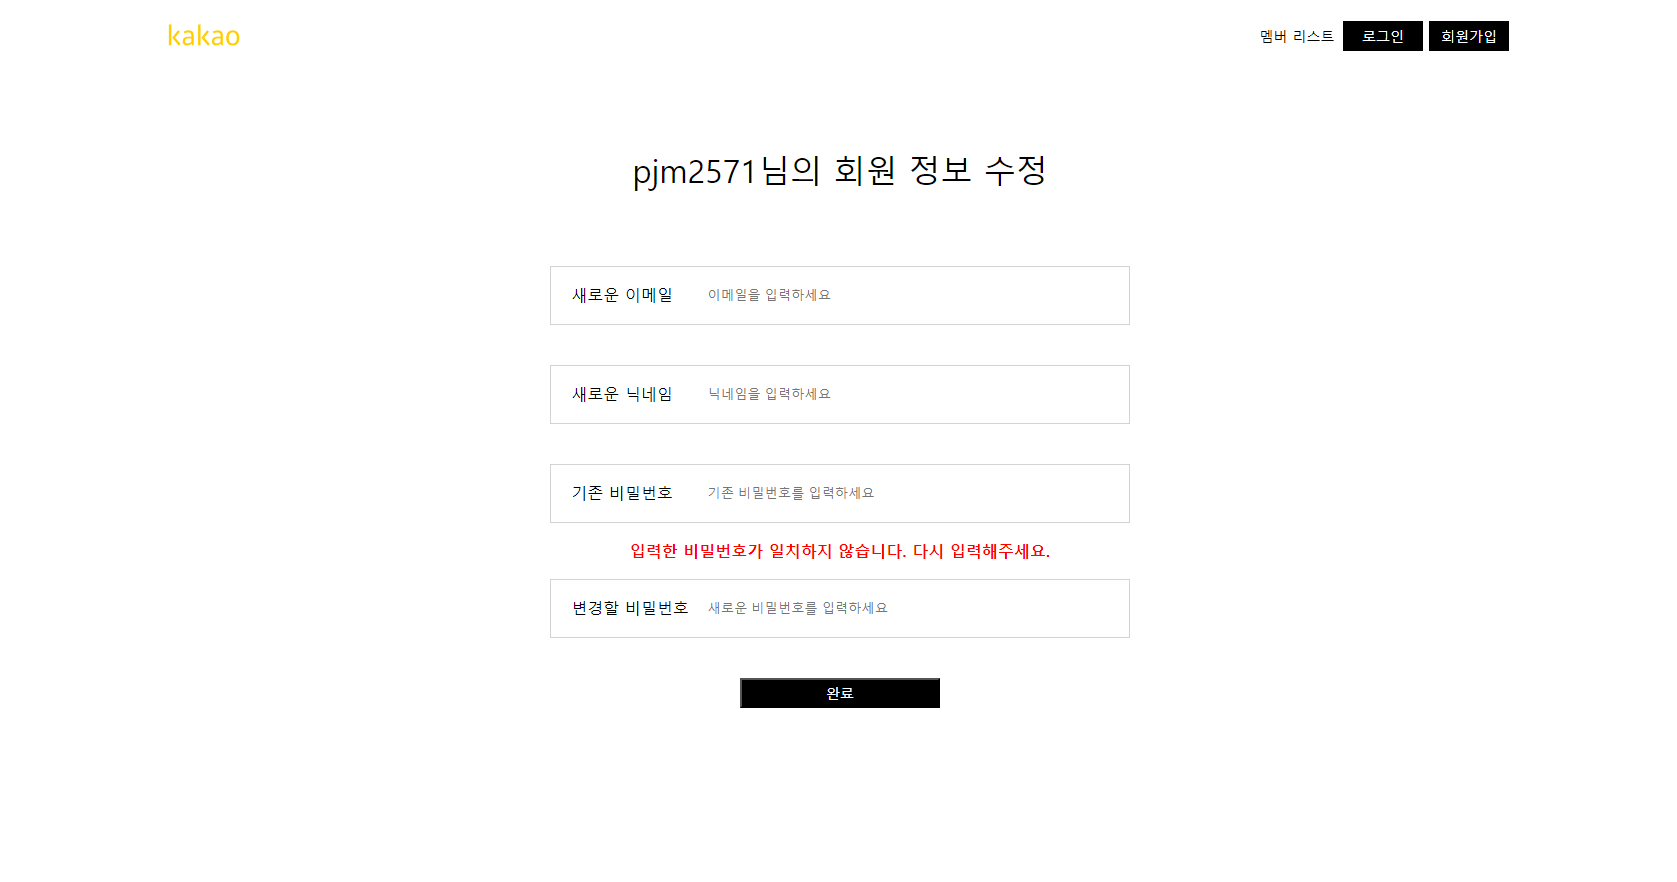 kakao
멤버 리스트 로그인 회원가입
pjm2571님의 회원 정보 수정
새로운 이메일 이메일을 입력하세요
새로운 닉네임 닉네임을 입력하세요
기존 비밀번호 기존 비밀번호를 입력하세요
입력한 비밀번호가 일치하지 않습니다. 다시 입력해주세요.
변경할 비밀번호 새로운 비밀번호를 입력하세요
완료